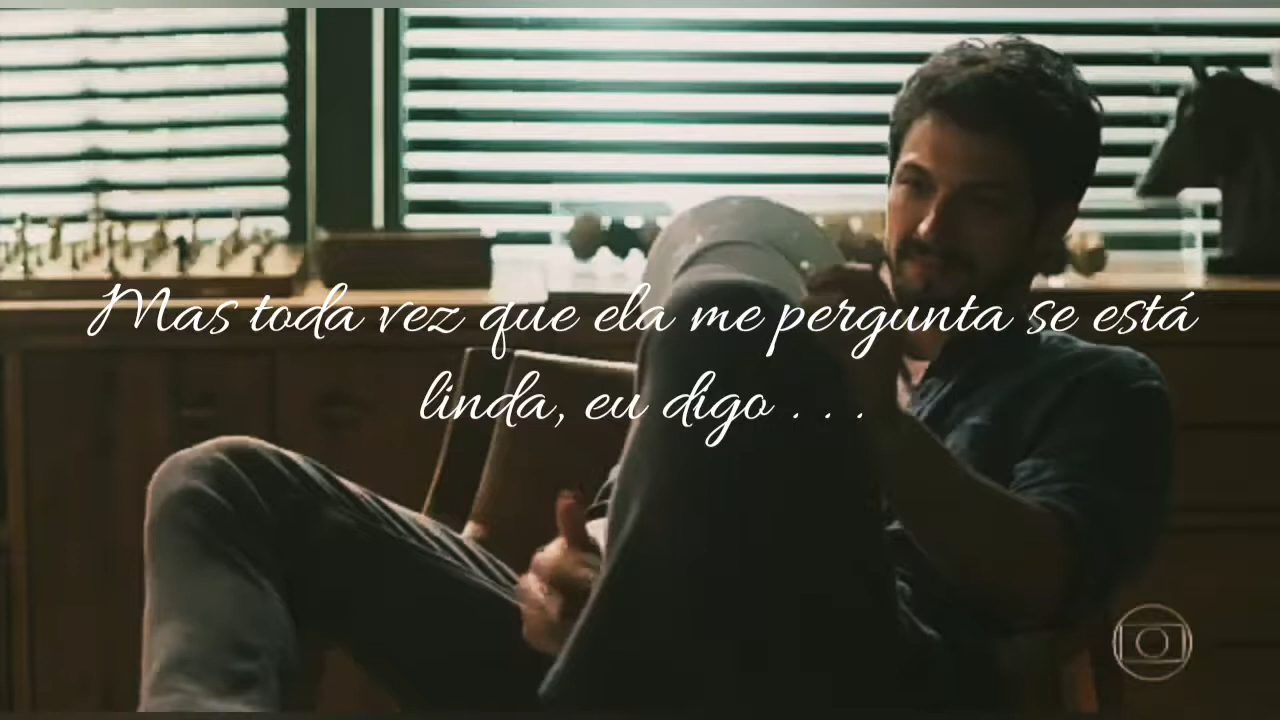 Mas toda vez que ela me pergunta se está
linda, eu digo . . .